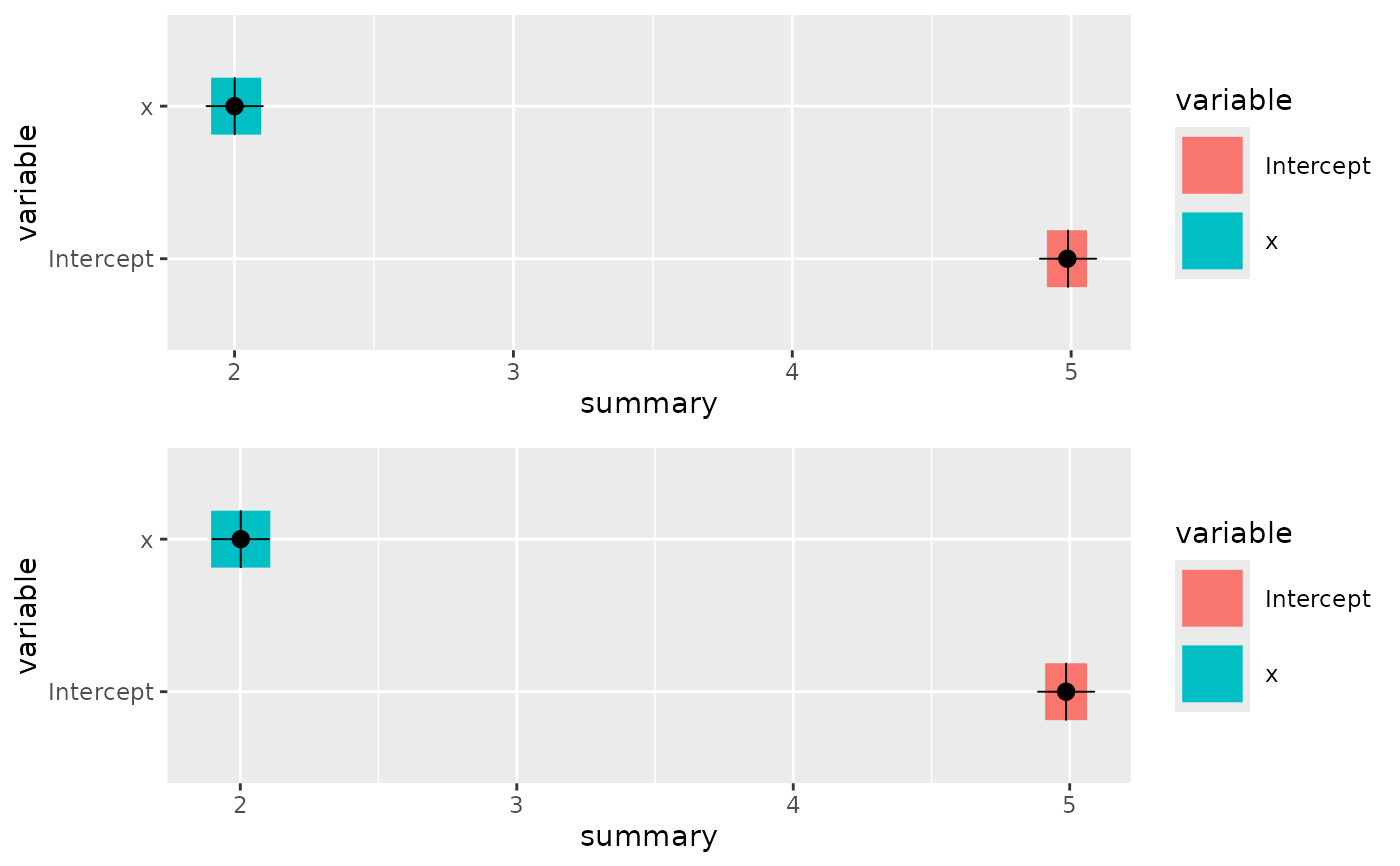 variable
x
Intercept
2 3 4 5
summary
variable
Intercept
x
variable
x
Intercept
2 3 4 5
summary
variable
Intercept
x